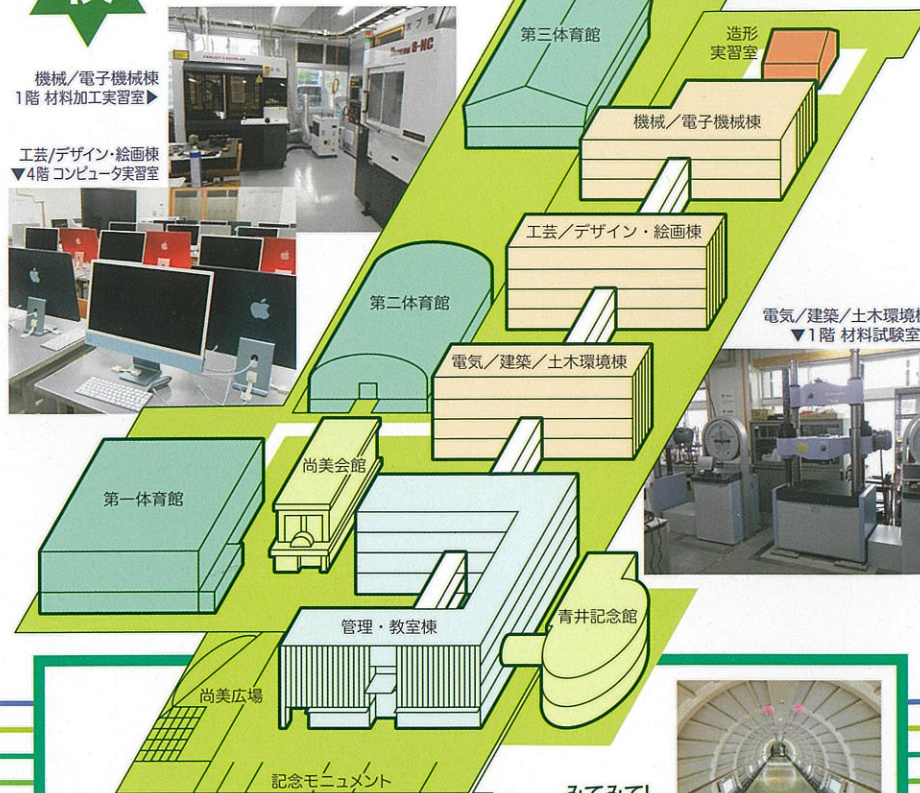 第三体育館
造形
実習室
機械／電子機械棟
1階 材料加工実習室▶
機械／電子機械棟
工芸/デザイン・絵画棟
▼4階 コンピュータ実習室
工芸／デザイン・絵画棟
第二体育館
電気／建築／土木環境
▼1階 材料試験室
電気／建築／土木環境棟
尚美会館
第一体育館
管理・教室棟
青井記念館
尚美広場
記念モニュメント
みてみて!